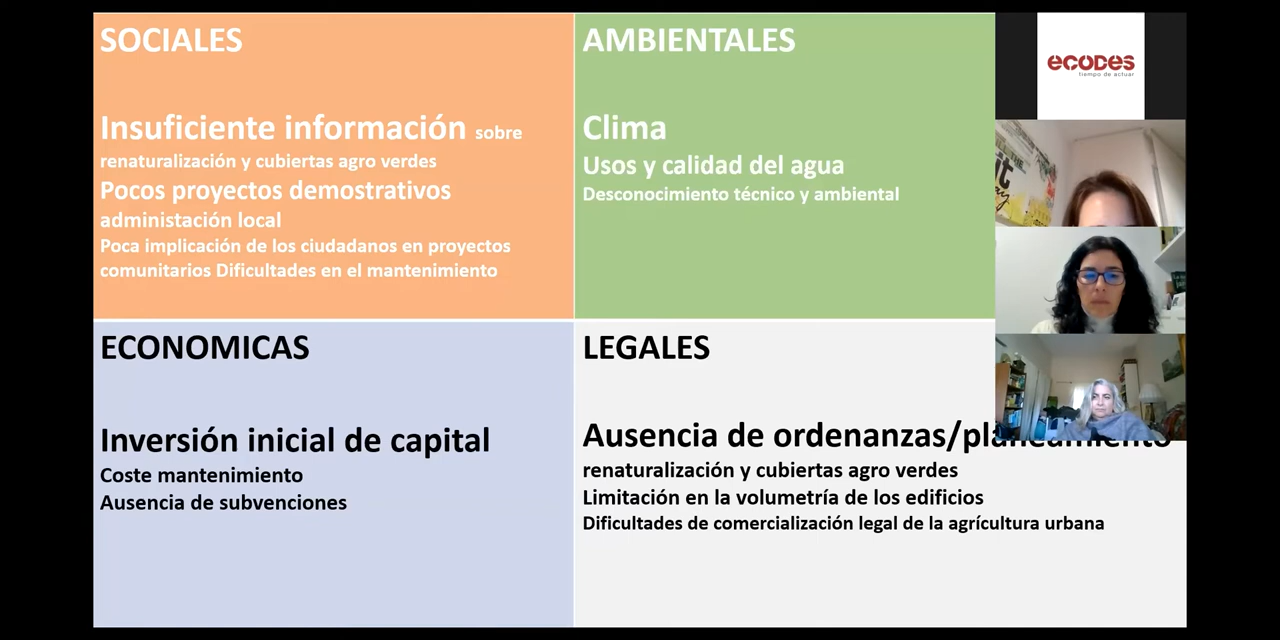 SOCIALES
Insuficiente información sobre
renaturalización y cubiertas agro verdes
Pocos proyectos demostrativos
administación local
Poca implicación de los ciudadanos en proyectos
comunitarios Dificultades en el mantenimiento
AMBIENTALES
Clima
Usos y calidad del agua
Desconocimiento técnico y ambiental
ECONOMICAS
Inversión inicial de capital
Coste mantenimiento
Ausencia de subvenciones
LEGALES
Ausencia de ordenanzas/planeamiento
renaturalización y cubiertas agro verdes
Limitación en la volumetría de los edificios
Dificultades de comercialización legal de la agrícultura urbana
ecodes
tiempo de actuar